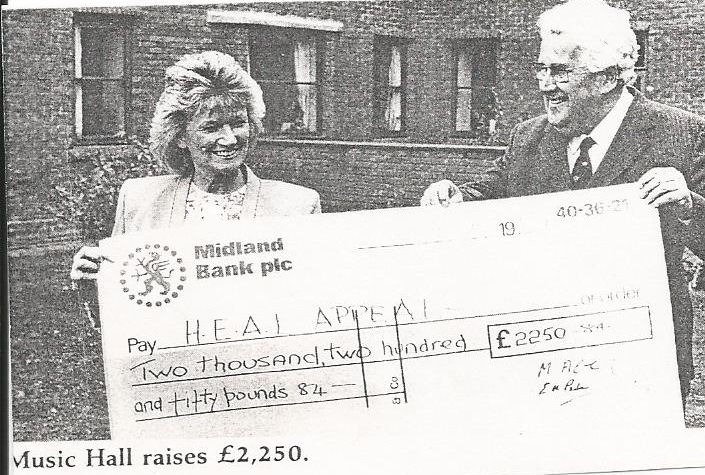 19 40-36-21
Midland
Bank plc
Pay H.E.A.L APPEAL or order
Two thousand, two hundred £2250 - 84
and fifty pounds 84 —
Music Hall raises £2,250.